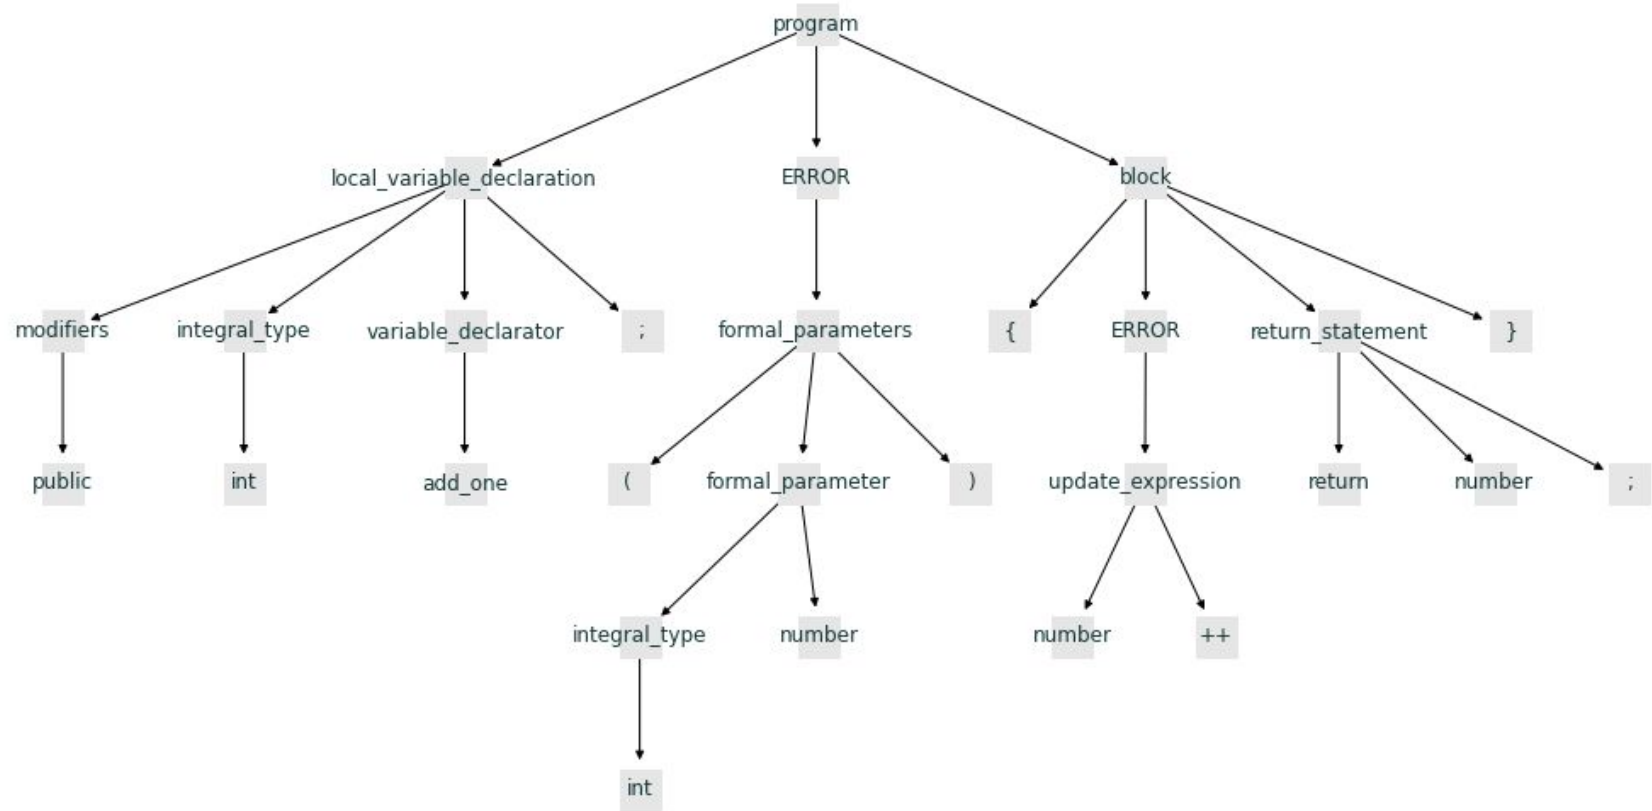 program
local_variable_declaration ERROR block
modifiers integral_type variable_declarator ; formal_parameters { ERROR return_statement }
public int add_one ( formal_parameter ) update_expression return number ;
integral_type number number ++
int